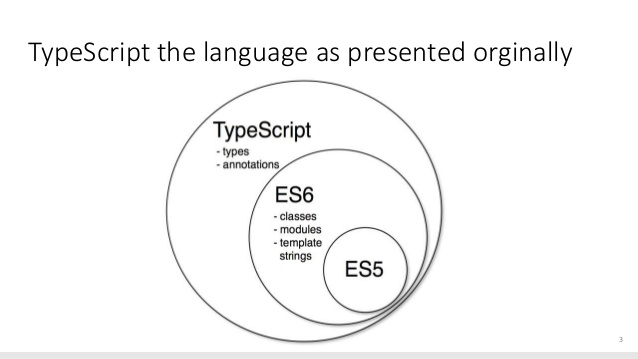 TypeScript the language as presented orginally
TypeScript
- types
- annotations
ES6
- classes
- modules
- template
strings
ES5
3